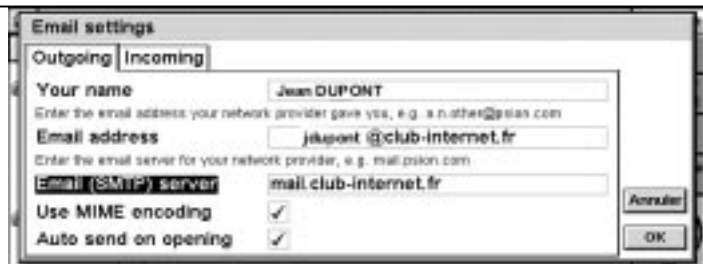 Email settings
Outgoing Incoming
Your name Jean DUPONT
Enter the email address your network provider gave you, e.g. a.n.other@psion.com
Email address jdupont @club-internet.fr
Enter the email server for your network provider, e.g. mail.psion.com
Email (SMTP) server mail.club-internet.fr
Use MIME encoding ✓
Auto send on opening ✓
Annuler
OK